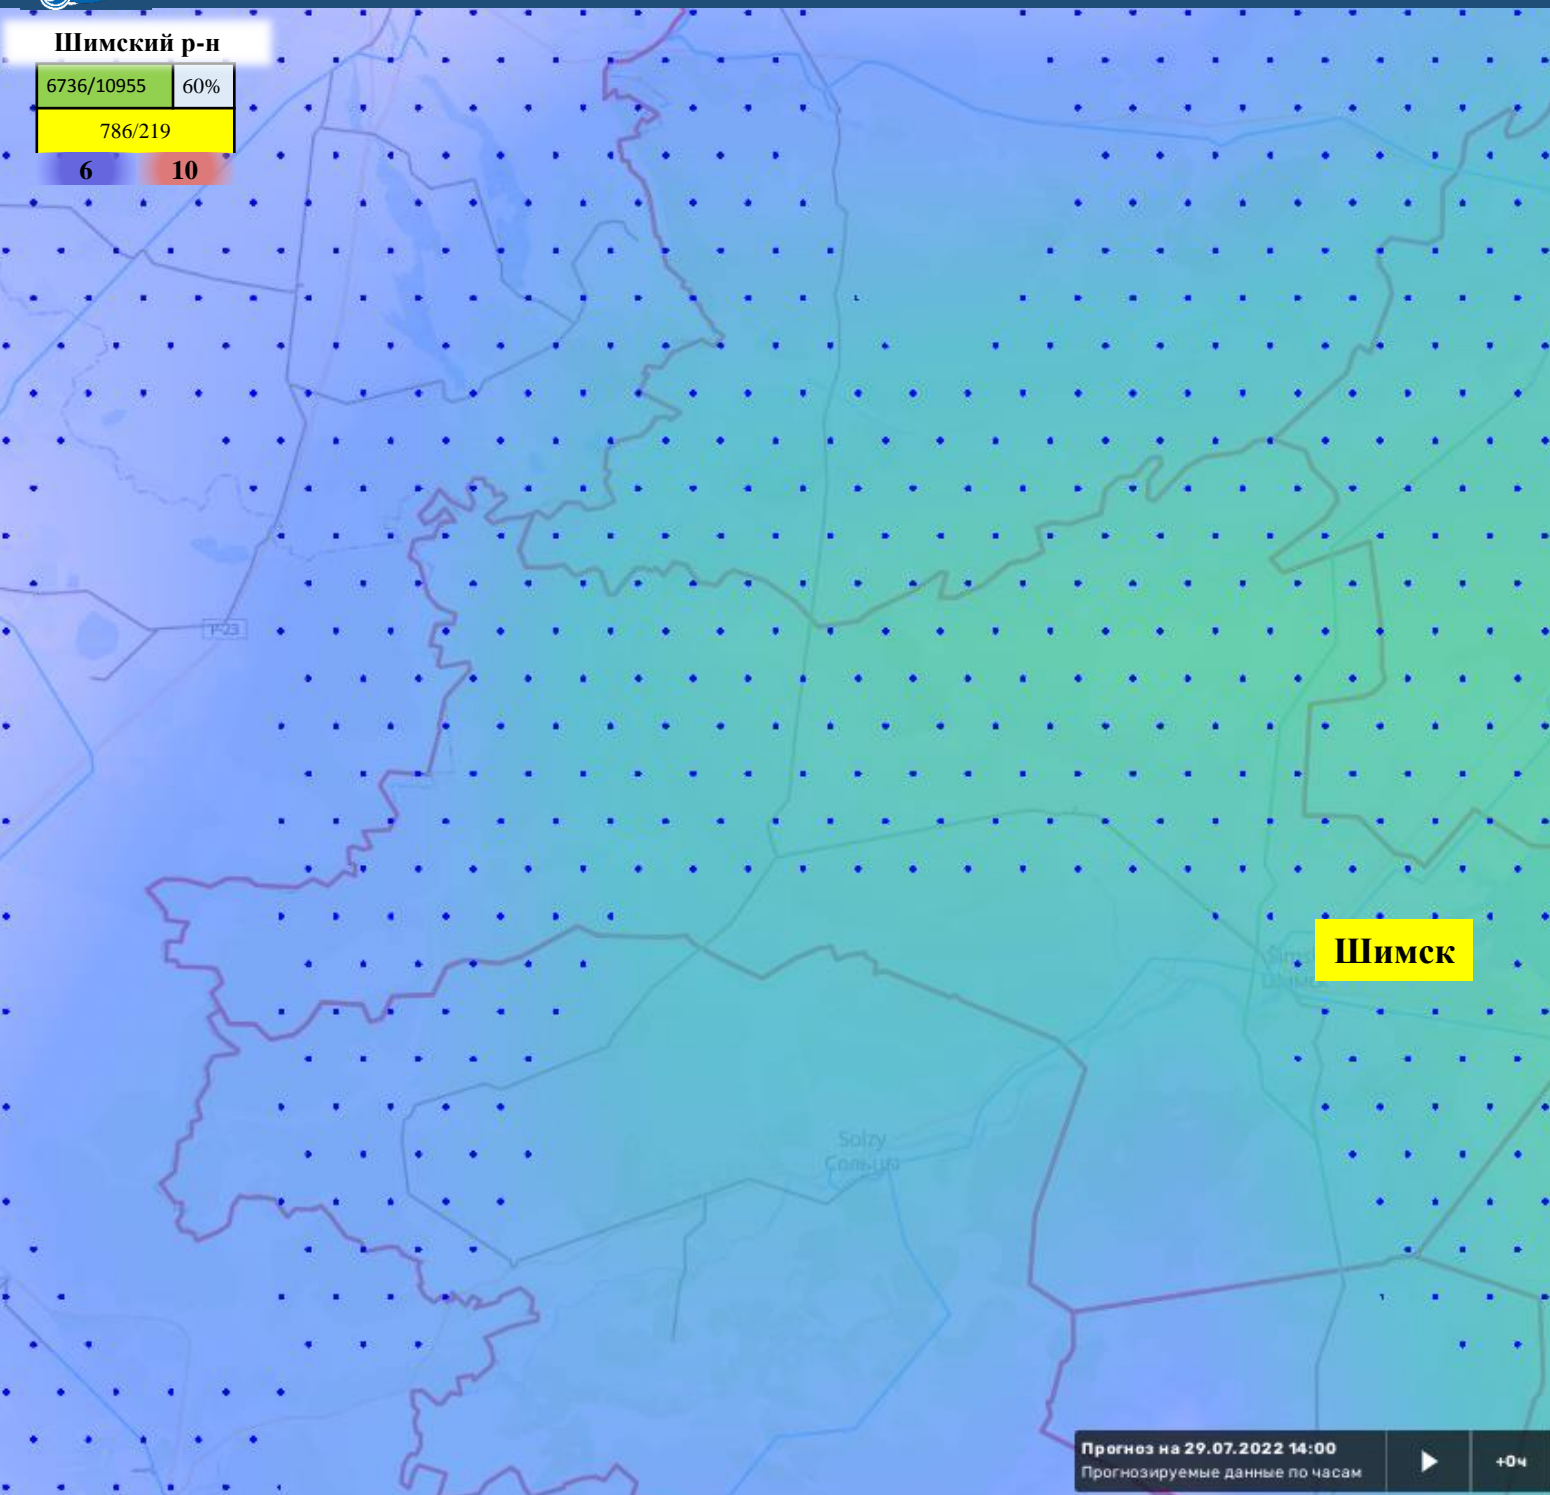 Шимский р-н
6736/10955 60%
786/219
6 10
Р-23
Шимск
Solzy
Сольцы
Прогноз на 29.07.2022 14:00
Прогнозируемые данные по часам
+0ч